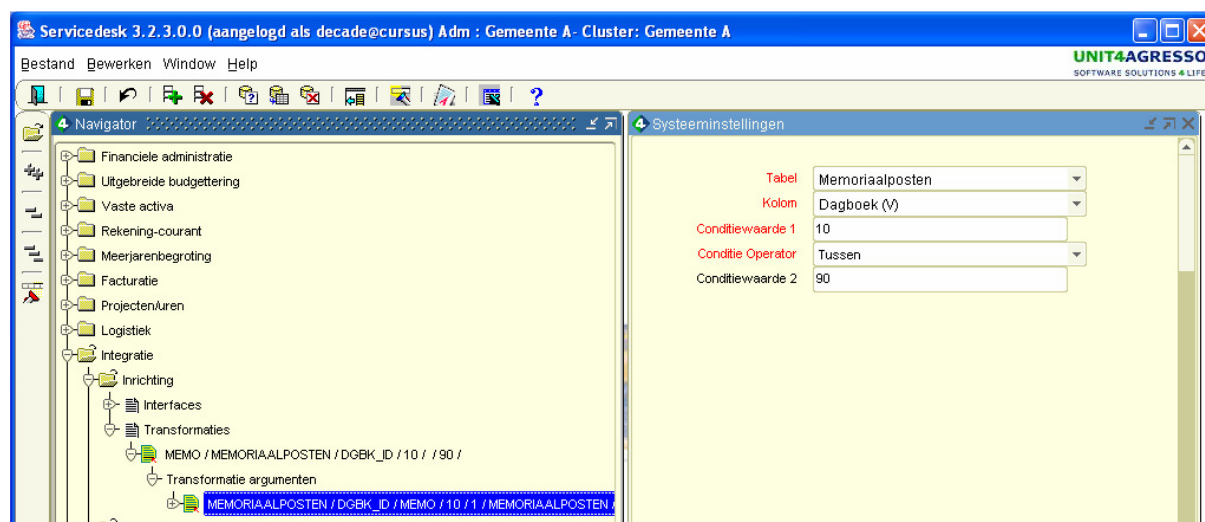 Servicedesk 3.2.3.0.0 (aangelogd als decade@cursus) Adm : Gemeente A- Cluster: Gemeente A
Bestand Bewerken Window Help
UNIT4AGRESSO
SOFTWARE SOLUTIONS 4 LIFE
Navigator
Financiele administratie
Uitgebreide budgettering
Vaste activa
Rekening-courant
Meerjarenbegroting
Facturatie
Projecten/uren
Logistiek
Integratie
Inrichting
Interfaces
Transformaties
MEMO / MEMORIAALPOSTEN / DGBK_ID / 10 / / 90 /
Transformatie argumenten
MEMORIAALPOSTEN / DGBK_ID / MEMO / 10 / 1 / MEMORIAALPOSTEN /
Systeeminstellingen
Tabel Memoriaalposten
Kolom Dagboek (V)
Conditiewaarde 1 10
Conditie Operator Tussen
Conditiewaarde 2 90